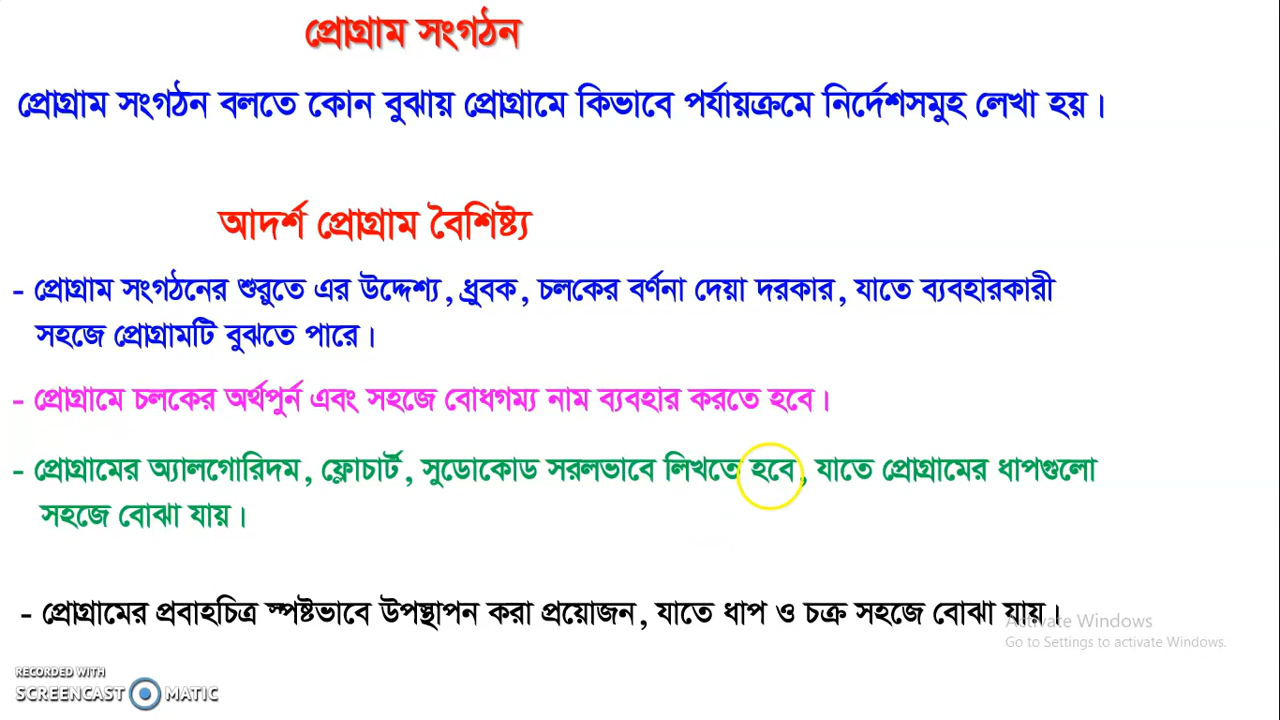 প্রোগ্রাম সংগঠন
প্রোগ্রাম সংগঠন বলতে কোন বুঝায় প্রোগ্রামে কিভাবে পর্যায়ক্রমে নির্দেশসমুহ লেখা হয়।
আদর্শ প্রোগ্রাম বৈশিষ্ট্য
- প্রোগ্রাম সংগঠনের শুরুতে এর উদ্দেশ্য, ধ্রুবক, চলকের বর্ণনা দেয়া দরকার, যাতে ব্যবহারকারী
সহজে প্রোগ্রামটি বুঝতে পারে।
- প্রোগ্রামে চলকের অর্থপুর্ন এবং সহজে বোধগম্য নাম ব্যবহার করতে হবে।
- প্রোগ্রামের অ্যালগোরিদম, ফ্লোচার্ট, সুডোকোড সরলভাবে লিখতে হবে, যাতে প্রোগ্রামের ধাপগুলো
সহজে বোঝা যায়।
- প্রোগ্রামের প্রবাহচিত্র স্পষ্টভাবে উপস্থাপন করা প্রয়োজন, যাতে ধাপ ও চক্র সহজে বোঝা যায়।
Activate Windows
Go to Settings to activate Windows.
RECORDED WITH
SCREENCAST MATIC